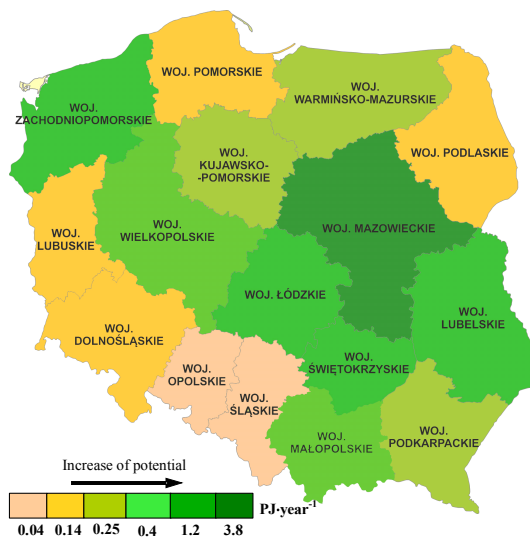 WOJ. POMORSKIE
WOJ.
WARMIŃSKO-MAZURSKIE
WOJ.
ZACHODNIOPOMORSKIE
WOJ.
KUJAWSKO-
-POMORSKIE
WOJ. PODLASKIE
WOJ.
LUBUSKIE
WOJ.
WIELKOPOLSKIE
WOJ. MAZOWIECKIE
WOJ. ŁÓDZKIE
WOJ.
LUBELSKIE
WOJ.
DOLNOŚLĄSKIE
WOJ.
OPOLSKIE
WOJ.
ŚLĄSKIE
WOJ.
ŚWIĘTOKRZYSKIE
WOJ.
MAŁOPOLSKIE
WOJ.
PODKARPACKIE
Increase of potential
PJ·year⁻¹
0.04 0.14 0.25 0.4 1.2 3.8